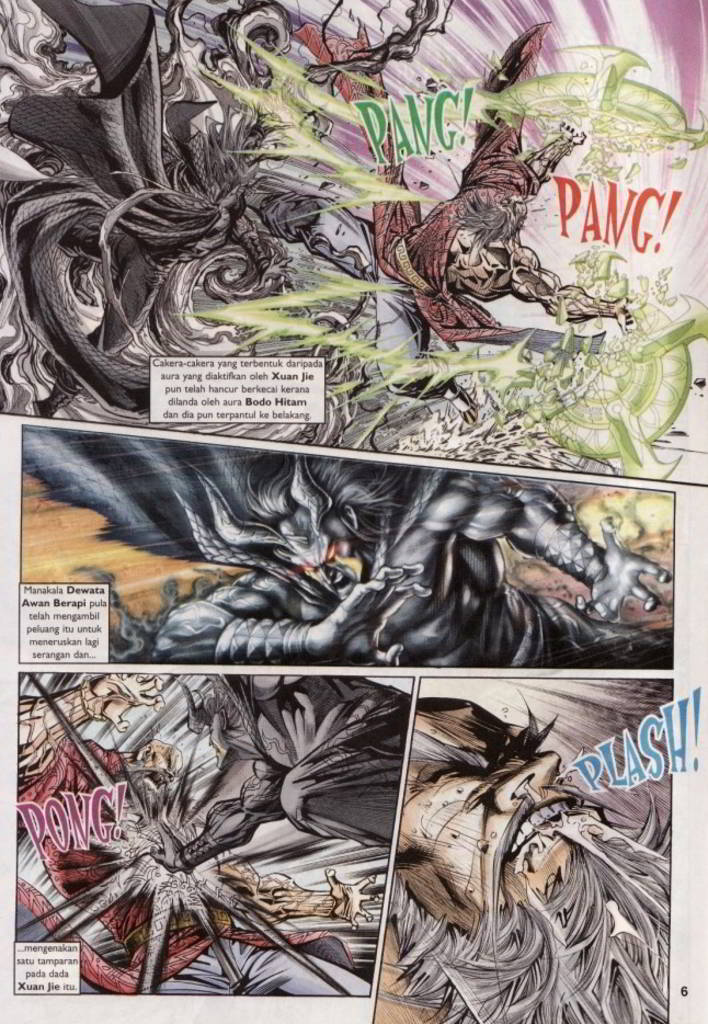 PANG!
PANG!
Cakera-cakera yang terbentuk daripada
aura yang diaktifkan oleh Xuan Jie
pun telah hancur berkecai kerana
dilanda oleh aura Bodo Hitam
dan dia pun terpantul ke belakang.
Manakala Dewata
Awan Berapi pula
telah mengambil
peluang itu untuk
meneruskan lagi
serangan dan...
PONG!
...mengenakan
satu tamparan
pada dada
Xuan Jie itu.
PLASH!
6